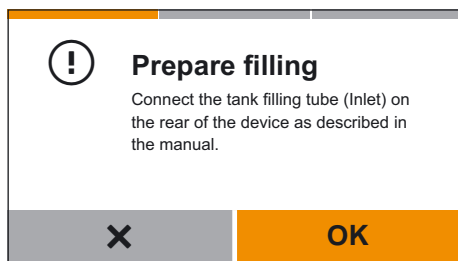 Prepare filling
Connect the tank filling tube (Inlet) on
the rear of the device as described in
the manual.
OK